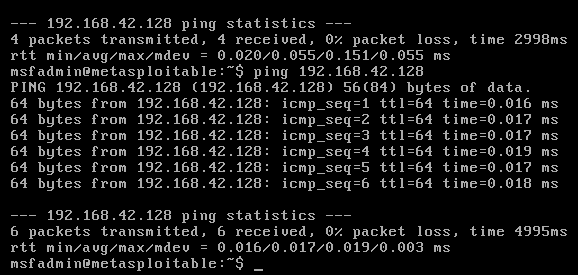 --- 192.168.42.128 ping statistics ---
4 packets transmitted, 4 received, 0% packet loss, time 2998ms
rtt min/avg/max/mdev = 0.020/0.055/0.151/0.055 ms
msfadmin@metasploitable:~$ ping 192.168.42.128
PING 192.168.42.128 (192.168.42.128) 56(84) bytes of data.
64 bytes from 192.168.42.128: icmp_seq=1 ttl=64 time=0.016 ms
64 bytes from 192.168.42.128: icmp_seq=2 ttl=64 time=0.017 ms
64 bytes from 192.168.42.128: icmp_seq=3 ttl=64 time=0.017 ms
64 bytes from 192.168.42.128: icmp_seq=4 ttl=64 time=0.019 ms
64 bytes from 192.168.42.128: icmp_seq=5 ttl=64 time=0.017 ms
64 bytes from 192.168.42.128: icmp_seq=6 ttl=64 time=0.018 ms
--- 192.168.42.128 ping statistics ---
6 packets transmitted, 6 received, 0% packet loss, time 4995ms
rtt min/avg/max/mdev = 0.016/0.017/0.019/0.003 ms
msfadmin@metasploitable:~$ _